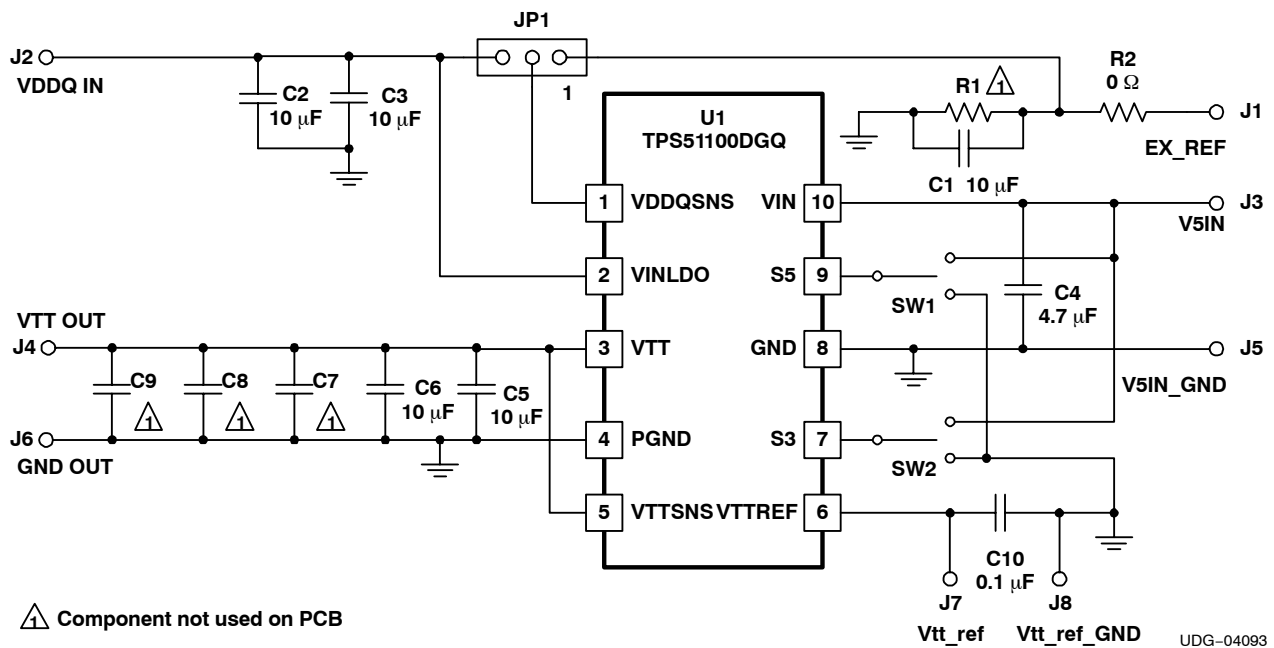 JP1
J2
VDDQ IN
C2
10 µF
C3
10 µF
1
R1
1
R2
0 Ω
J1
EX_REF
C1 10 µF
U1
TPS51100DGQ
1 VDDQSNS
VIN 10
J3
V5IN
2 VINLDO
S5 9
SW1
C4
4.7 µF
VTT OUT
J4
3 VTT
GND 8
J5
V5IN_GND
C9
1
C8
1
C7
1
C6
10 µF
C5
10 µF
J6
GND OUT
4 PGND
S3 7
SW2
5 VTTSNS
VTTREF 6
C10
0.1 µF
J7
Vtt_ref
J8
Vtt_ref_GND
1 Component not used on PCB
UDG–04093